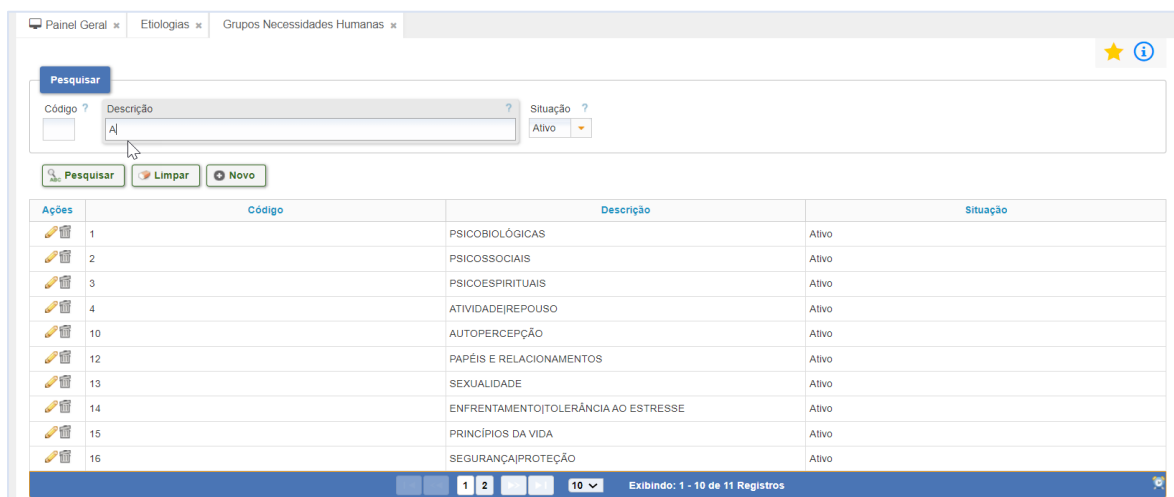 Painel Geral × Etiologias × Grupos Necessidades Humanas ×
Pesquisar
Código ? Descrição ? Situação ?
A Ativo
Pesquisar Limpar Novo
Ações Código Descrição Situação
1 PSICOBIOLÓGICAS Ativo
2 PSICOSSOCIAIS Ativo
3 PSICOESPIRITUAIS Ativo
4 ATIVIDADE|REPOUSO Ativo
10 AUTOPERCEPÇÃO Ativo
12 PAPÉIS E RELACIONAMENTOS Ativo
13 SEXUALIDADE Ativo
14 ENFRENTAMENTO|TOLERÂNCIA AO ESTRESSE Ativo
15 PRINCÍPIOS DA VIDA Ativo
16 SEGURANÇA|PROTEÇÃO Ativo
1 2 10 Exibindo: 1 - 10 de 11 Registros